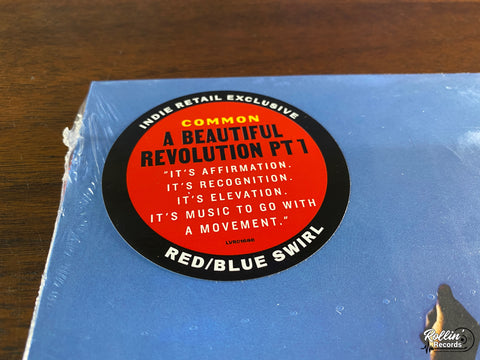 INDIE RETAIL EXCLUSIVE
COMMON
A BEAUTIFUL
REVOLUTION PT 1
"IT'S AFFIRMATION.
IT'S RECOGNITION.
IT'S ELEVATION.
IT'S MUSIC TO GO WITH
A MOVEMENT."
RED/BLUE SWIRL
Rollin'
Records